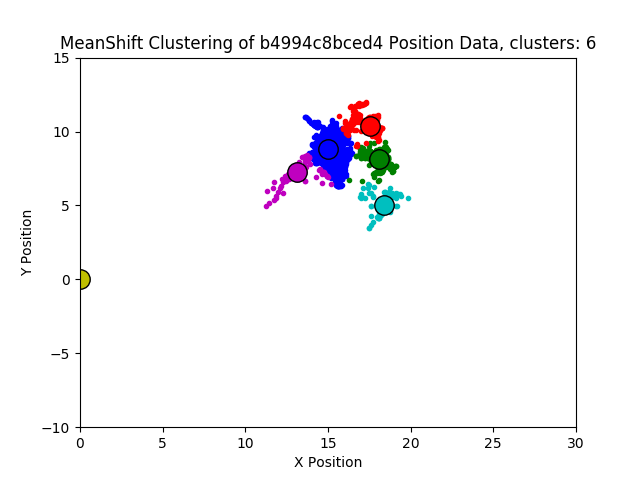 MeanShift Clustering of b4994c8bced4 Position Data, clusters: 6
15
10
5
0
−5
−10
Y Position
0 5 10 15 20 25 30
X Position